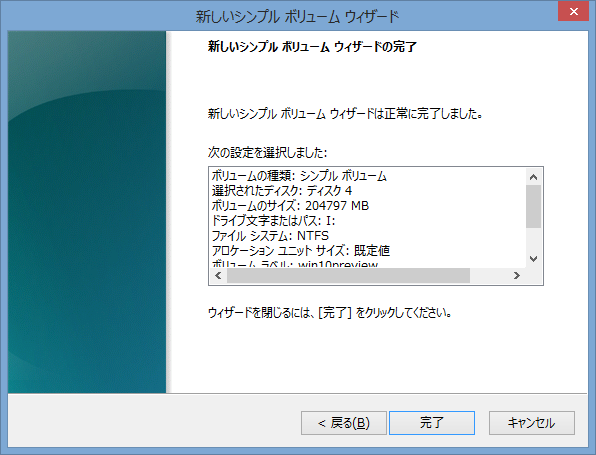 新しいシンプル ボリューム ウィザード
新しいシンプル ボリューム ウィザードの完了
新しいシンプル ボリューム ウィザードは正常に完了しました。
次の設定を選択しました:
ボリュームの種類: シンプル ボリューム
選択されたディスク: ディスク 4
ボリュームのサイズ: 204797 MB
ドライブ文字またはパス: I:
ファイル システム: NTFS
アロケーション ユニット サイズ: 既定値
ボリューム ラベル: win10preview
ウィザードを閉じるには、[完了] をクリックしてください。
< 戻る(B)
完了
キャンセル